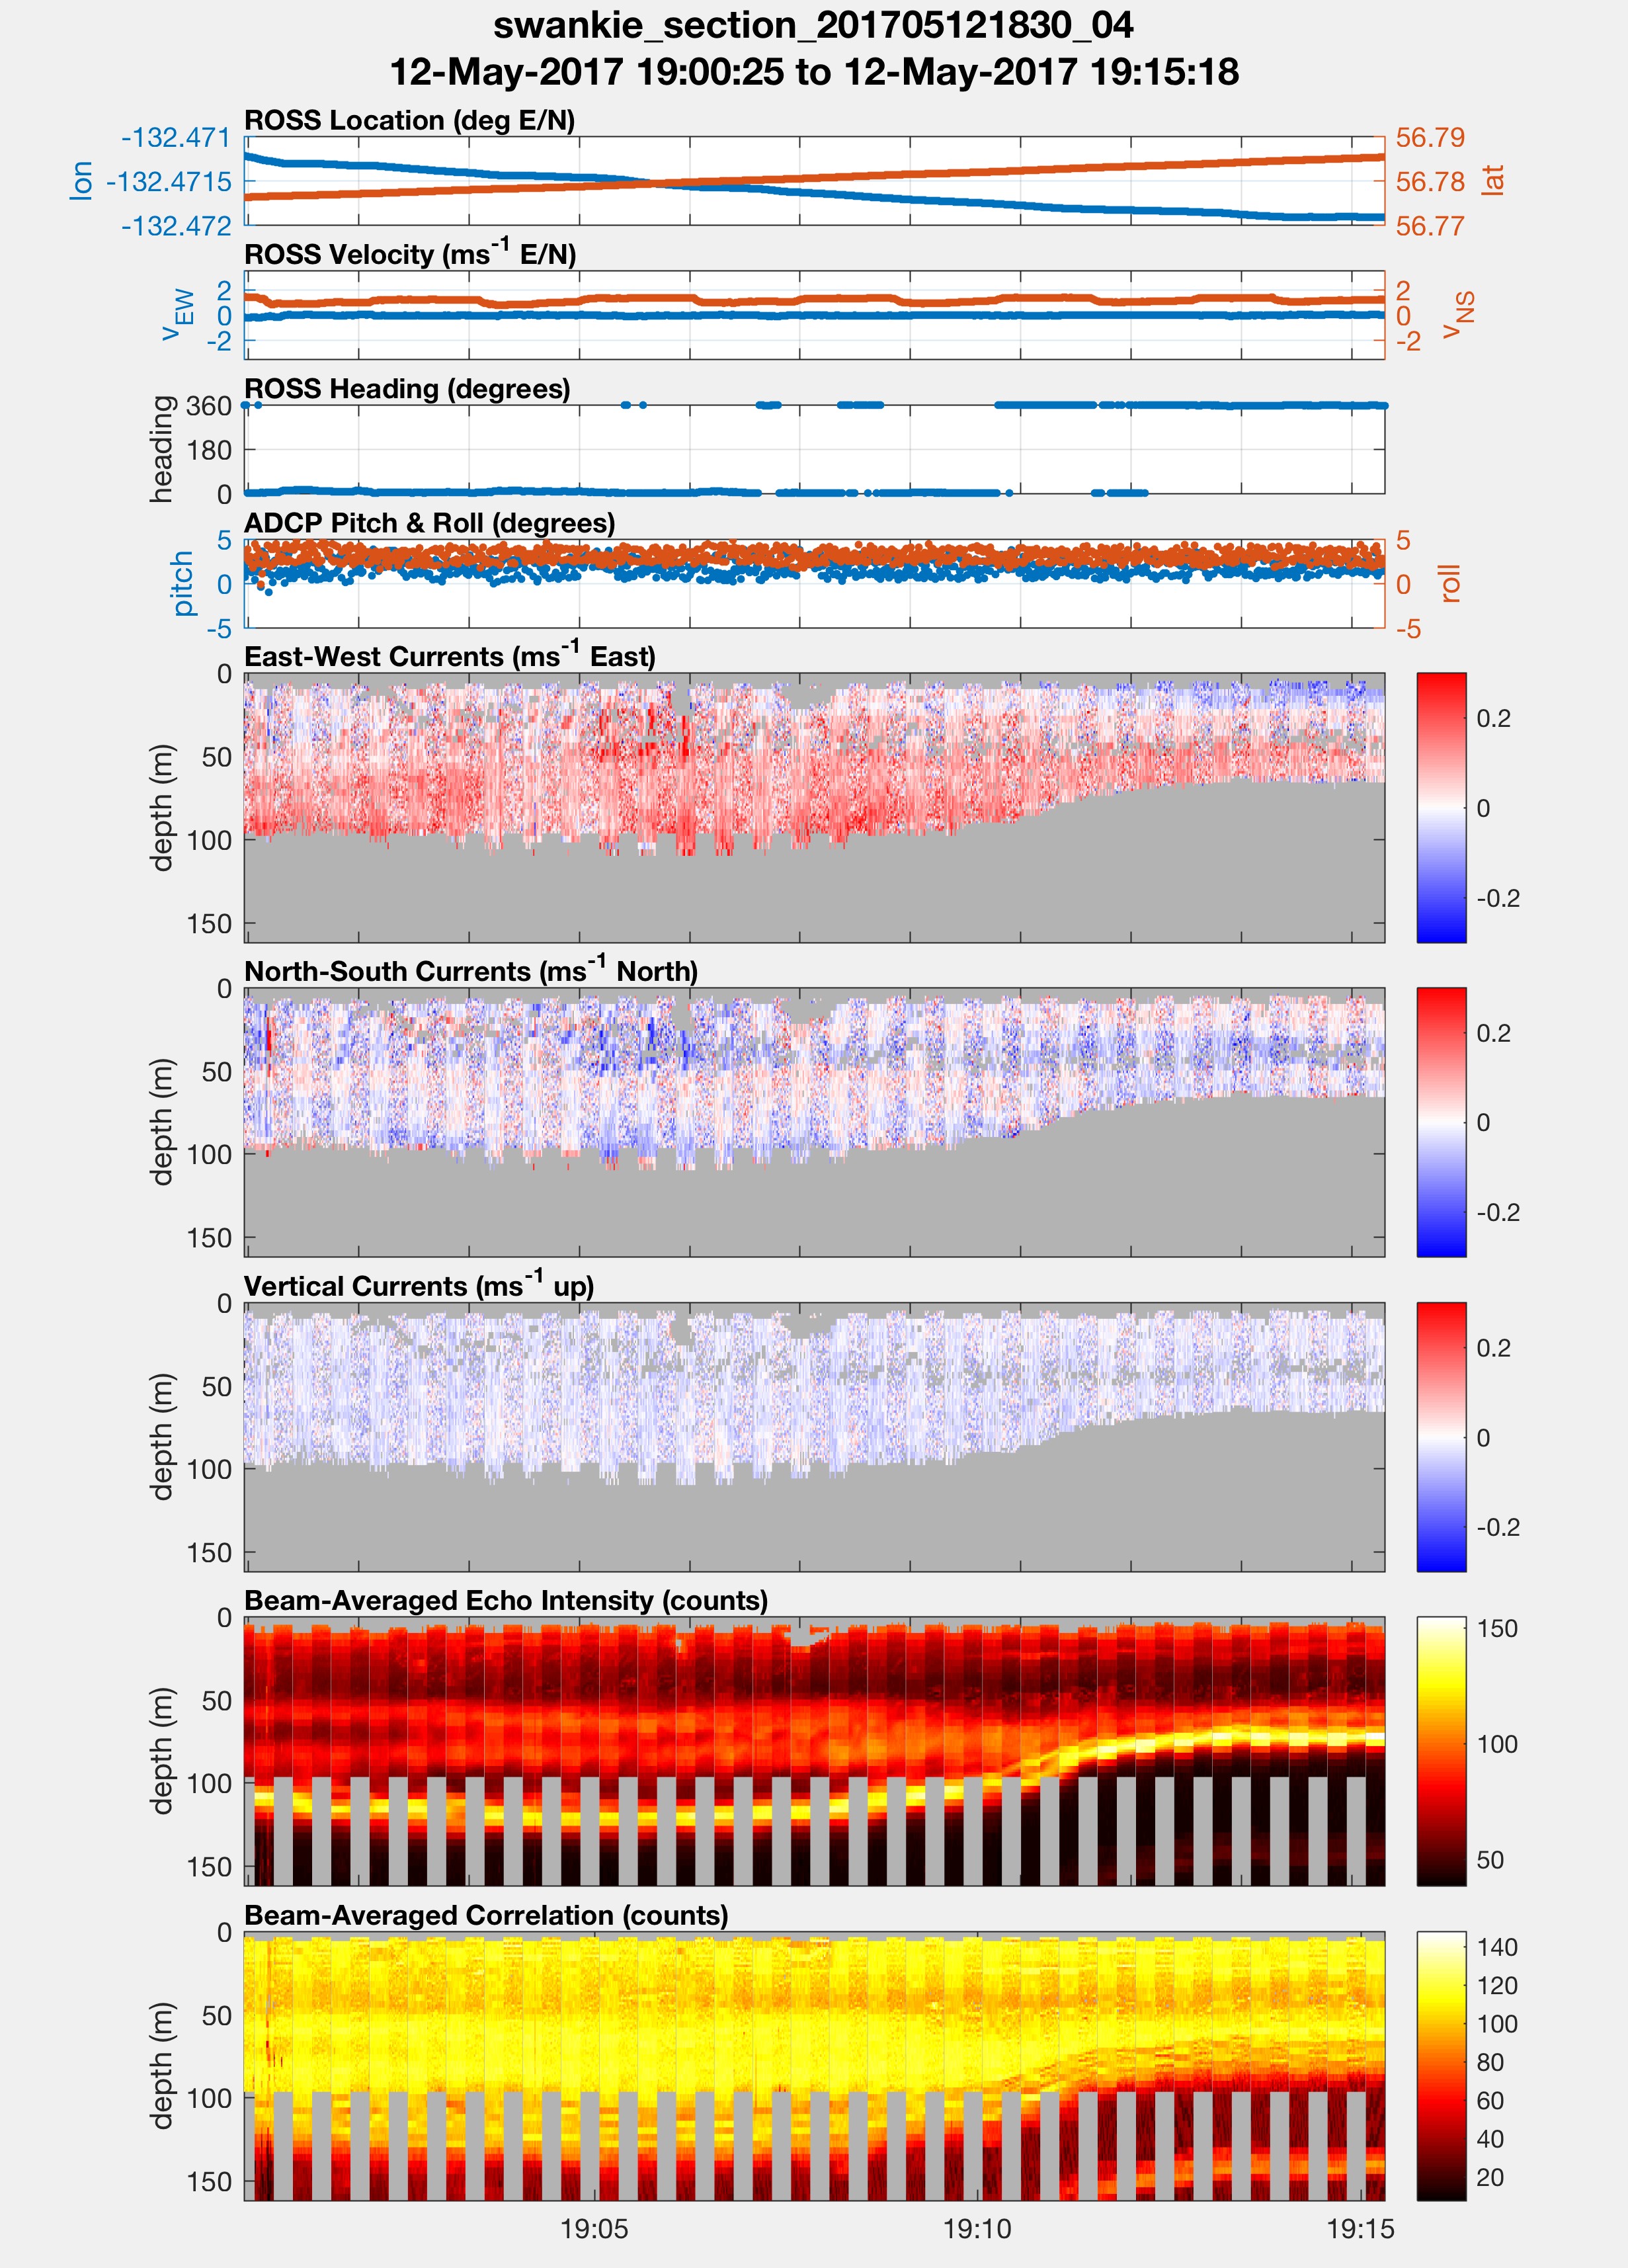 swankie_section_201705121830_04
12-May-2017 19:00:25 to 12-May-2017 19:15:18
ROSS Location (deg E/N)
-132.471
-132.4715
-132.472
lon
56.79
56.78
56.77
lat
ROSS Velocity (ms-1 E/N)
2
0
-2
vEW
2
0
-2
vNS
ROSS Heading (degrees)
360
180
0
heading
ADCP Pitch & Roll (degrees)
5
0
-5
pitch
5
0
-5
roll
East-West Currents (ms-1 East)
0
50
100
150
depth (m)
0.2
0
-0.2
North-South Currents (ms-1 North)
0
50
100
150
depth (m)
0.2
0
-0.2
Vertical Currents (ms-1 up)
0
50
100
150
depth (m)
0.2
0
-0.2
Beam-Averaged Echo Intensity (counts)
0
50
100
150
depth (m)
150
100
50
Beam-Averaged Correlation (counts)
0
50
100
150
depth (m)
140
120
100
80
60
40
20
19:05 19:10 19:15